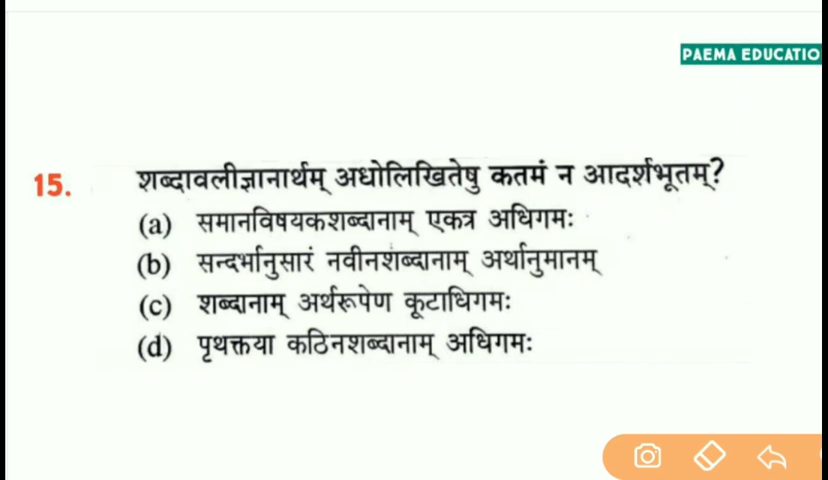 PAEMA EDUCATIO
15. शब्दावलीज्ञानार्थम् अधोलिखितेषु कतमं न आदर्शभूतम्?
(a) समानविषयकशब्दानाम् एकत्र अधिगमः
(b) सन्दर्भानुसारं नवीनशब्दानाम् अर्थानुमानम्
(c) शब्दानाम् अर्थरूपेण कूटाधिगमः
(d) पृथक्तया कठिनशब्दानाम् अधिगमः